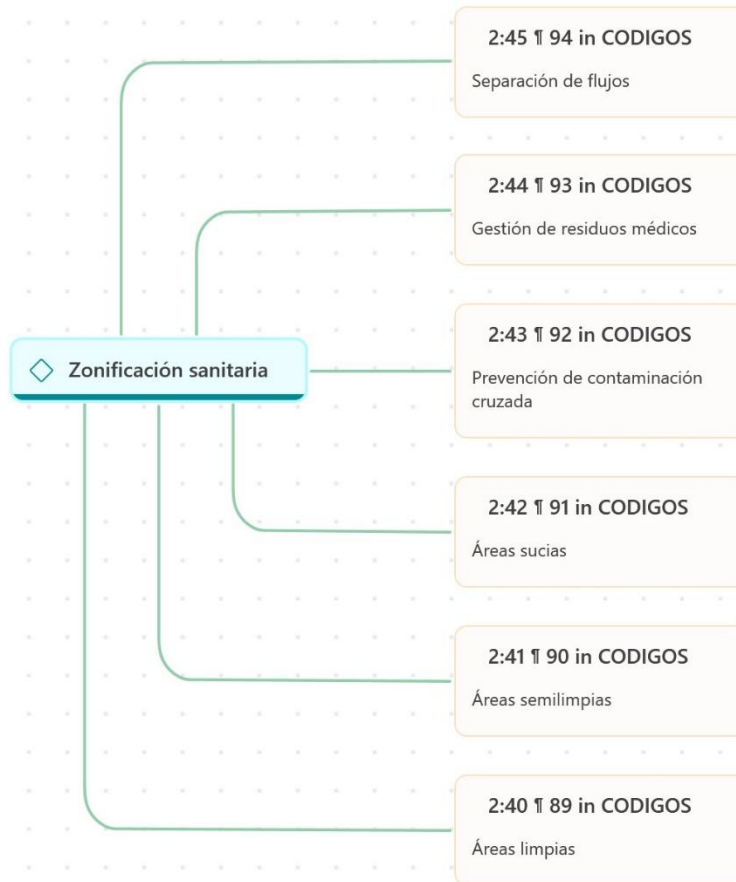 2:45 ¶ 94 in CODIGOS
Separación de flujos
2:44 ¶ 93 in CODIGOS
Gestión de residuos médicos
2:43 ¶ 92 in CODIGOS
Prevención de contaminación
cruzada
Zonificación sanitaria
2:42 ¶ 91 in CODIGOS
Áreas sucias
2:41 ¶ 90 in CODIGOS
Áreas semilimpias
2:40 ¶ 89 in CODIGOS
Áreas limpias